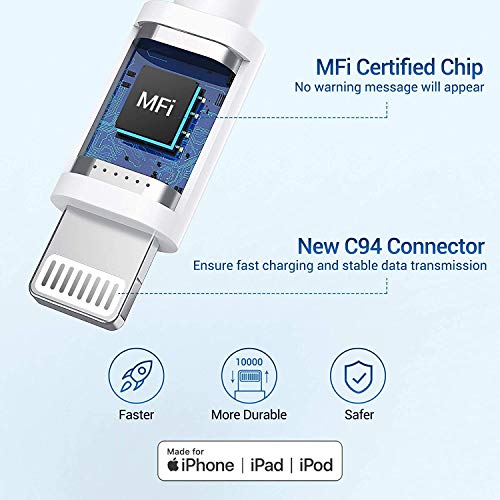 MFi
MFi Certified Chip
No warning message will appear
New C94 Connector
Ensure fast charging and stable data transmission
10000
Faster
More Durable
Safer
Made for
iPhone | iPad | iPod